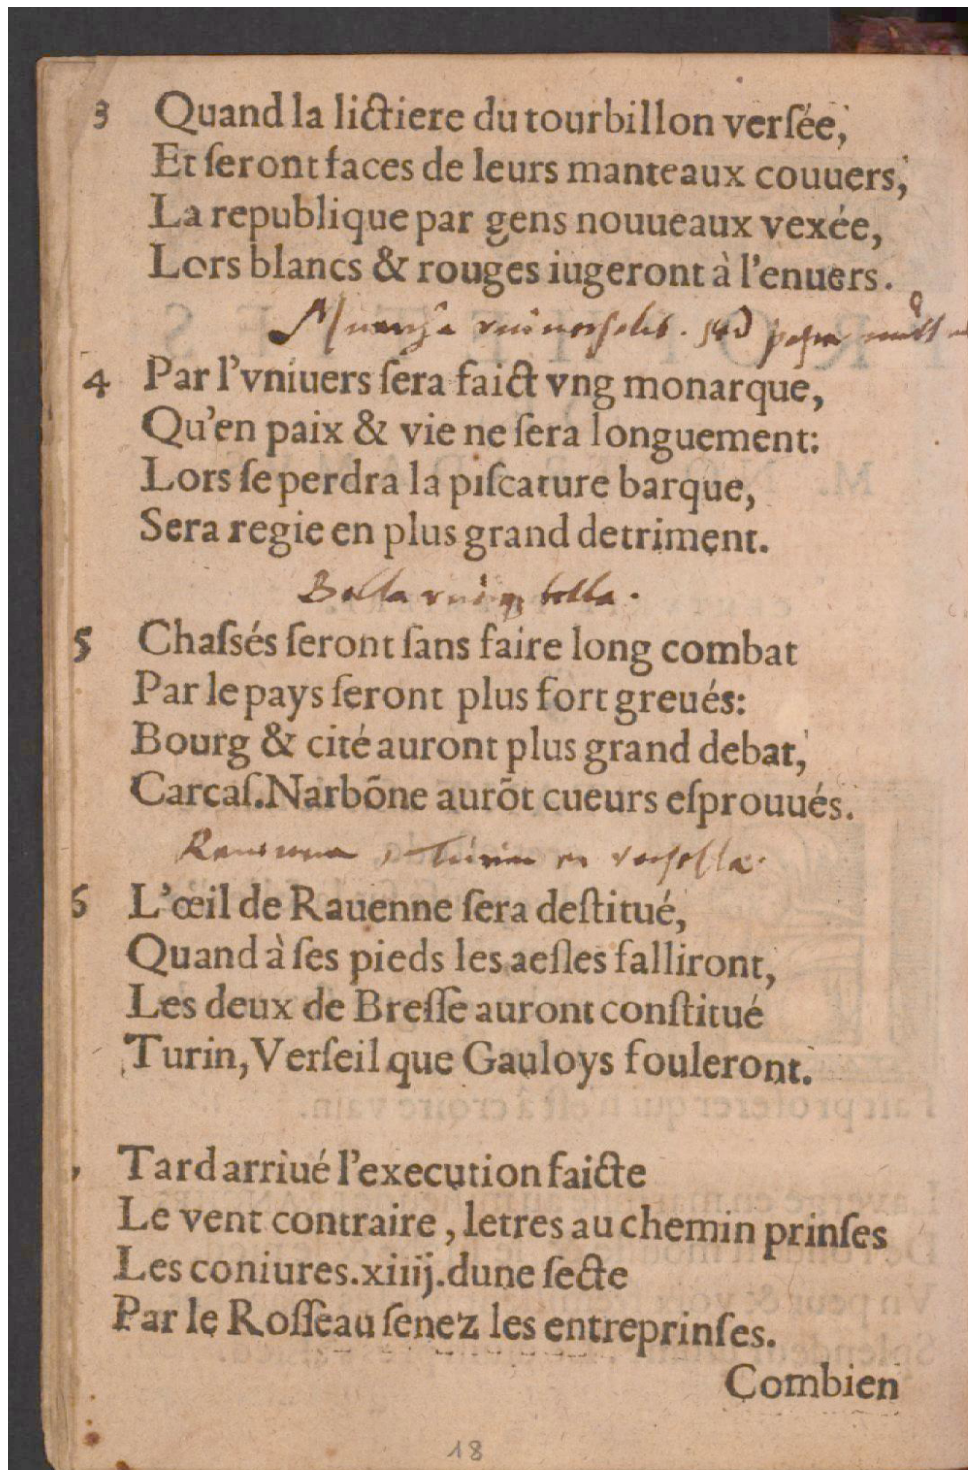 3 Quand la lictiere du tourbillon verſée,
Et ſeront faces de leurs manteaux couuers,
La republique par gens nouueaux vexée,
Lors blancs & rouges iugeront à l'enuers.
4 Par l'vniuers ſera faict vng monarque,
Qu'en paix & vie ne ſera longuement:
Lors ſe perdra la piſcature barque,
Sera regie en plus grand detriment.
Bella bella.
5 Chaſsés ſeront ſans faire long combat
Par le pays ſeront plus fort greués:
Bourg & cité auront plus grand debat,
Carcaſ.Narbõne aurõt cueurs eſprouués.
Turin
6 L'œil de Rauenne ſera deſtitué,
Quand à ſes pieds les aeſles falliront,
Les deux de Breſſe auront conſtitué
Turin, Verſeil que Gauloys fouleront.
Tard arriué l'execution faicte
Le vent contraire, letres au chemin prinſes
Les coniures.xiiij.dune ſecte
Par le Roſſeau ſenez les entreprinſes.
Combien
18